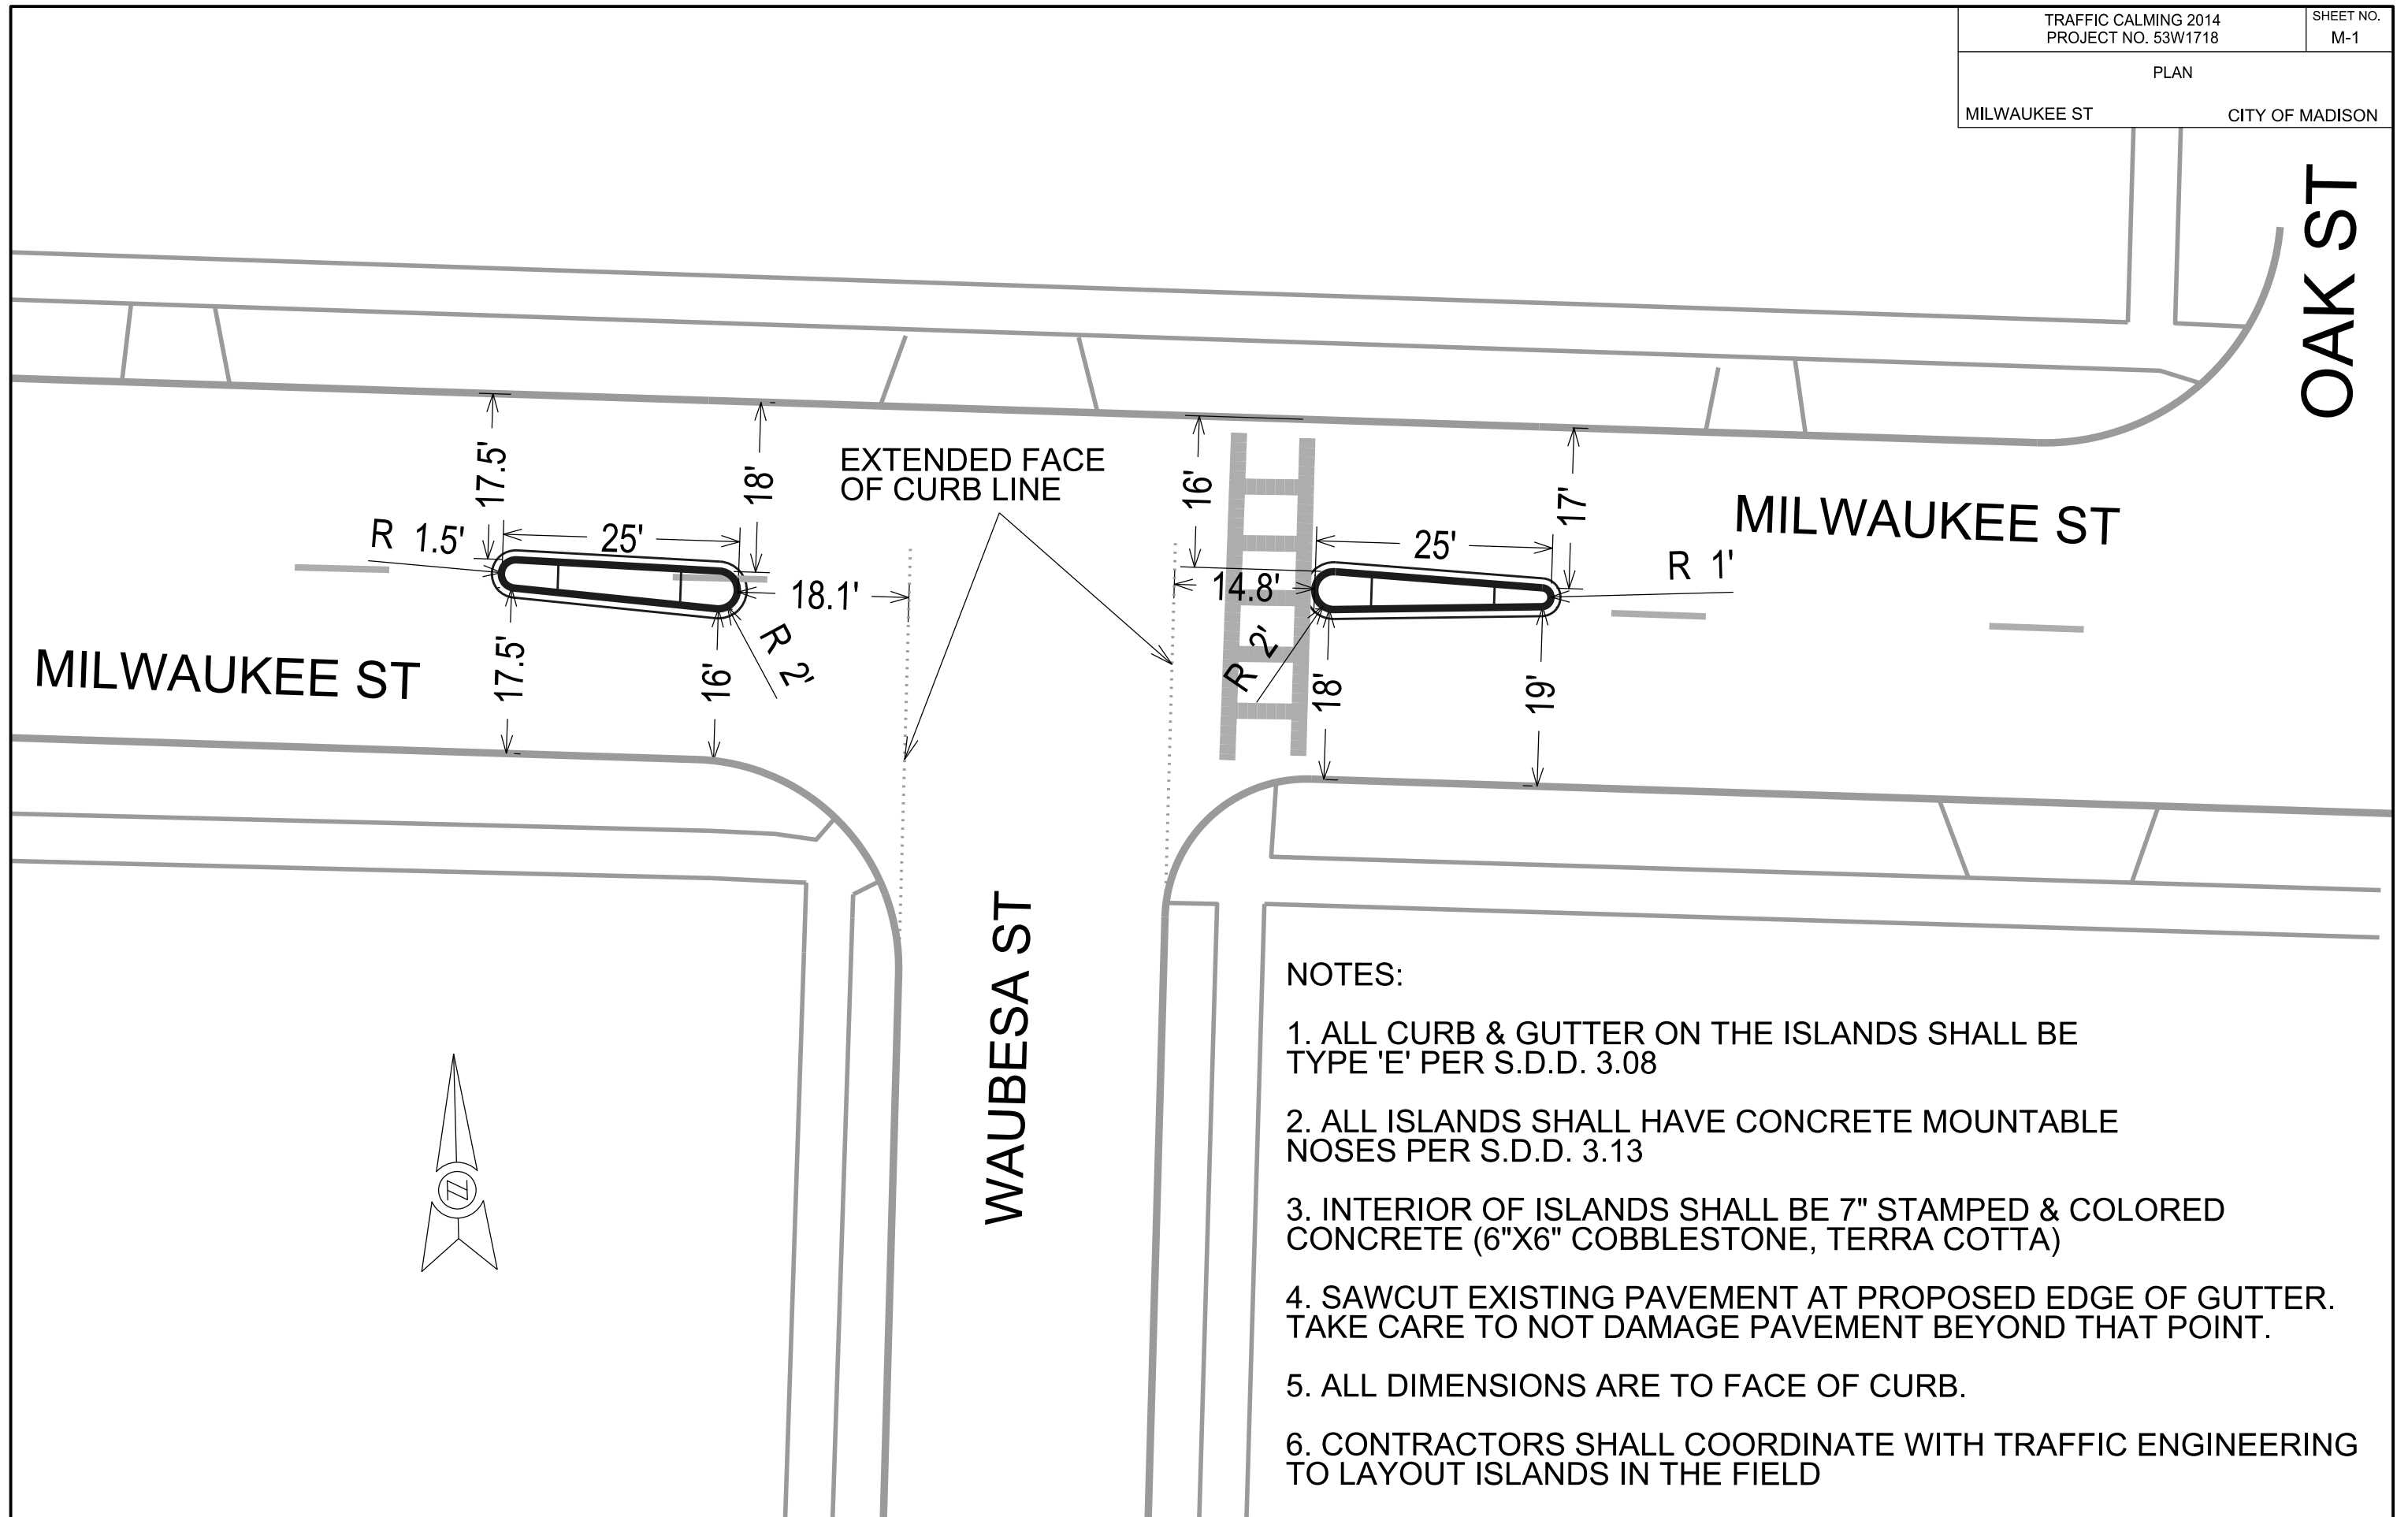 TRAFFIC CALMING 2014
PROJECT NO. 53W1718
SHEET NO.
M-1
PLAN
MILWAUKEE ST
CITY OF MADISON
OAK ST
17.5'
18'
EXTENDED FACE
OF CURB LINE
16'
17'
MILWAUKEE ST
R 1.5'
25'
25'
R 1'
18.1'
14.8'
MILWAUKEE ST
17.5'
16'
R 2'
R 2'
18'
19'
WAUBESA ST
N
NOTES:
1. ALL CURB & GUTTER ON THE ISLANDS SHALL BE
TYPE 'E' PER S.D.D. 3.08
2. ALL ISLANDS SHALL HAVE CONCRETE MOUNTABLE
NOSES PER S.D.D. 3.13
3. INTERIOR OF ISLANDS SHALL BE 7" STAMPED & COLORED
CONCRETE (6"X6" COBBLESTONE, TERRA COTTA)
4. SAWCUT EXISTING PAVEMENT AT PROPOSED EDGE OF GUTTER.
TAKE CARE TO NOT DAMAGE PAVEMENT BEYOND THAT POINT.
5. ALL DIMENSIONS ARE TO FACE OF CURB.
6. CONTRACTORS SHALL COORDINATE WITH TRAFFIC ENGINEERING
TO LAYOUT ISLANDS IN THE FIELD